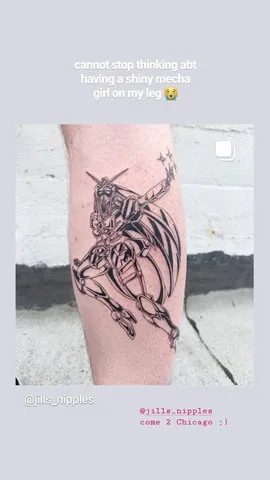 cannot stop thinking abt
having a shiny mecha
girl on my leg 😭
@jills_nipples
@jills_nipples
come 2 Chicago ;)